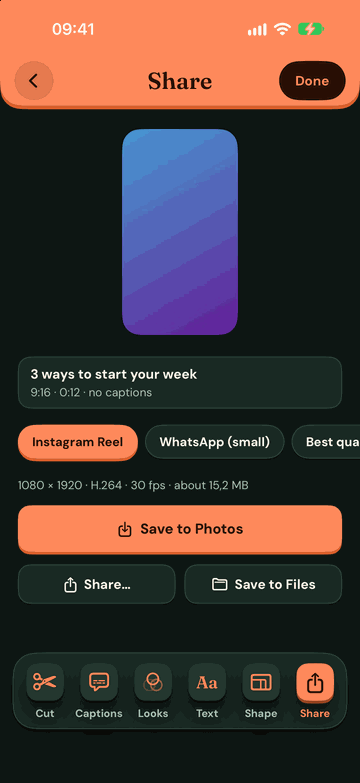 09:41
Share
Done
3 ways to start your week
9:16 · 0:12 · no captions
Instagram Reel
WhatsApp (small)
Best qua
1080 × 1920 · H.264 · 30 fps · about 15,2 MB
Save to Photos
Share...
Save to Files
Aa
Cut
Captions
Looks
Text
Shape
Share